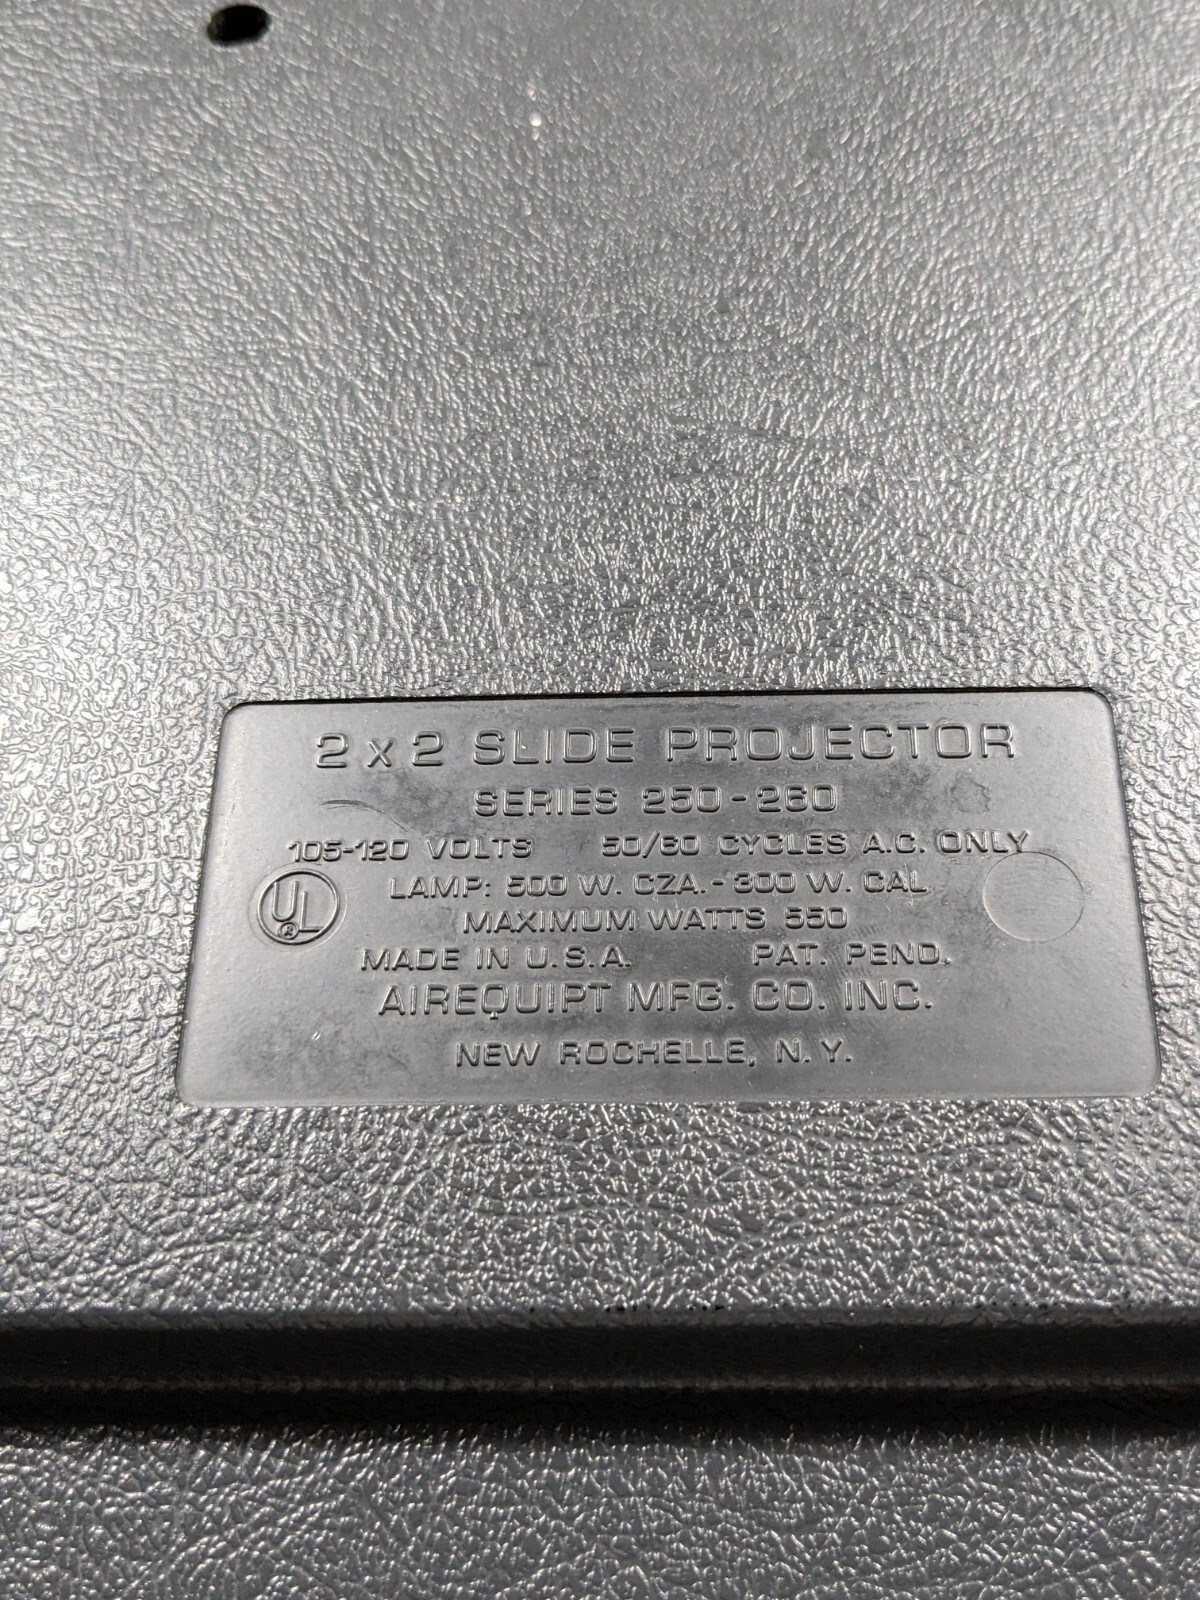 2 x 2 SLIDE PROJECTOR
SERIES 250-260
105-120 VOLTS 50/60 CYCLES A.C. ONLY
LAMP: 500 W. CZA.-300 W. CAL
UL ®
MAXIMUM WATTS 550
MADE IN U.S.A. PAT. PEND.
AIREQUIPT MFG. CO. INC.
NEW ROCHELLE, N.Y.